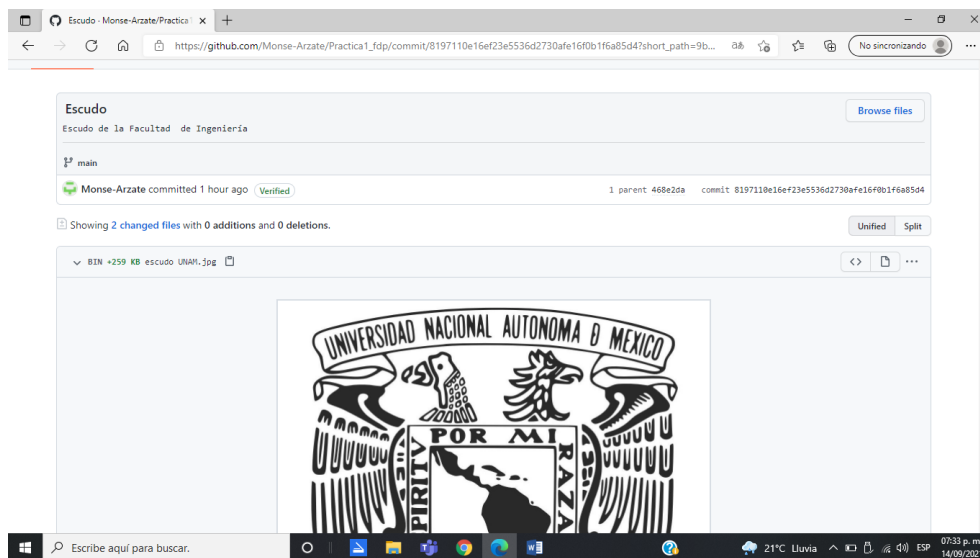 Escudo · Monse-Arzate/Practica1
https://github.com/Monse-Arzate/Practica1_fdp/commit/8197110e16ef23e5536d2730afe16f0b1f6a85d4?short_path=9b...
No sincronizando
Escudo
Browse files
Escudo de la Facultad de Ingeniería
main
Monse-Arzate committed 1 hour ago Verified
1 parent 468e2da commit 8197110e16ef23e5536d2730afe16f0b1f6a85d4
Showing 2 changed files with 0 additions and 0 deletions.
Unified Split
BIN +259 KB escudo UNAM.jpg
UNIVERSIDAD NACIONAL AUTONOMA D MEXICO
POR MI
RAZA
PIRITV
Escribe aquí para buscar.
21°C Lluvia
ESP
07:33 p. m
14/09/202